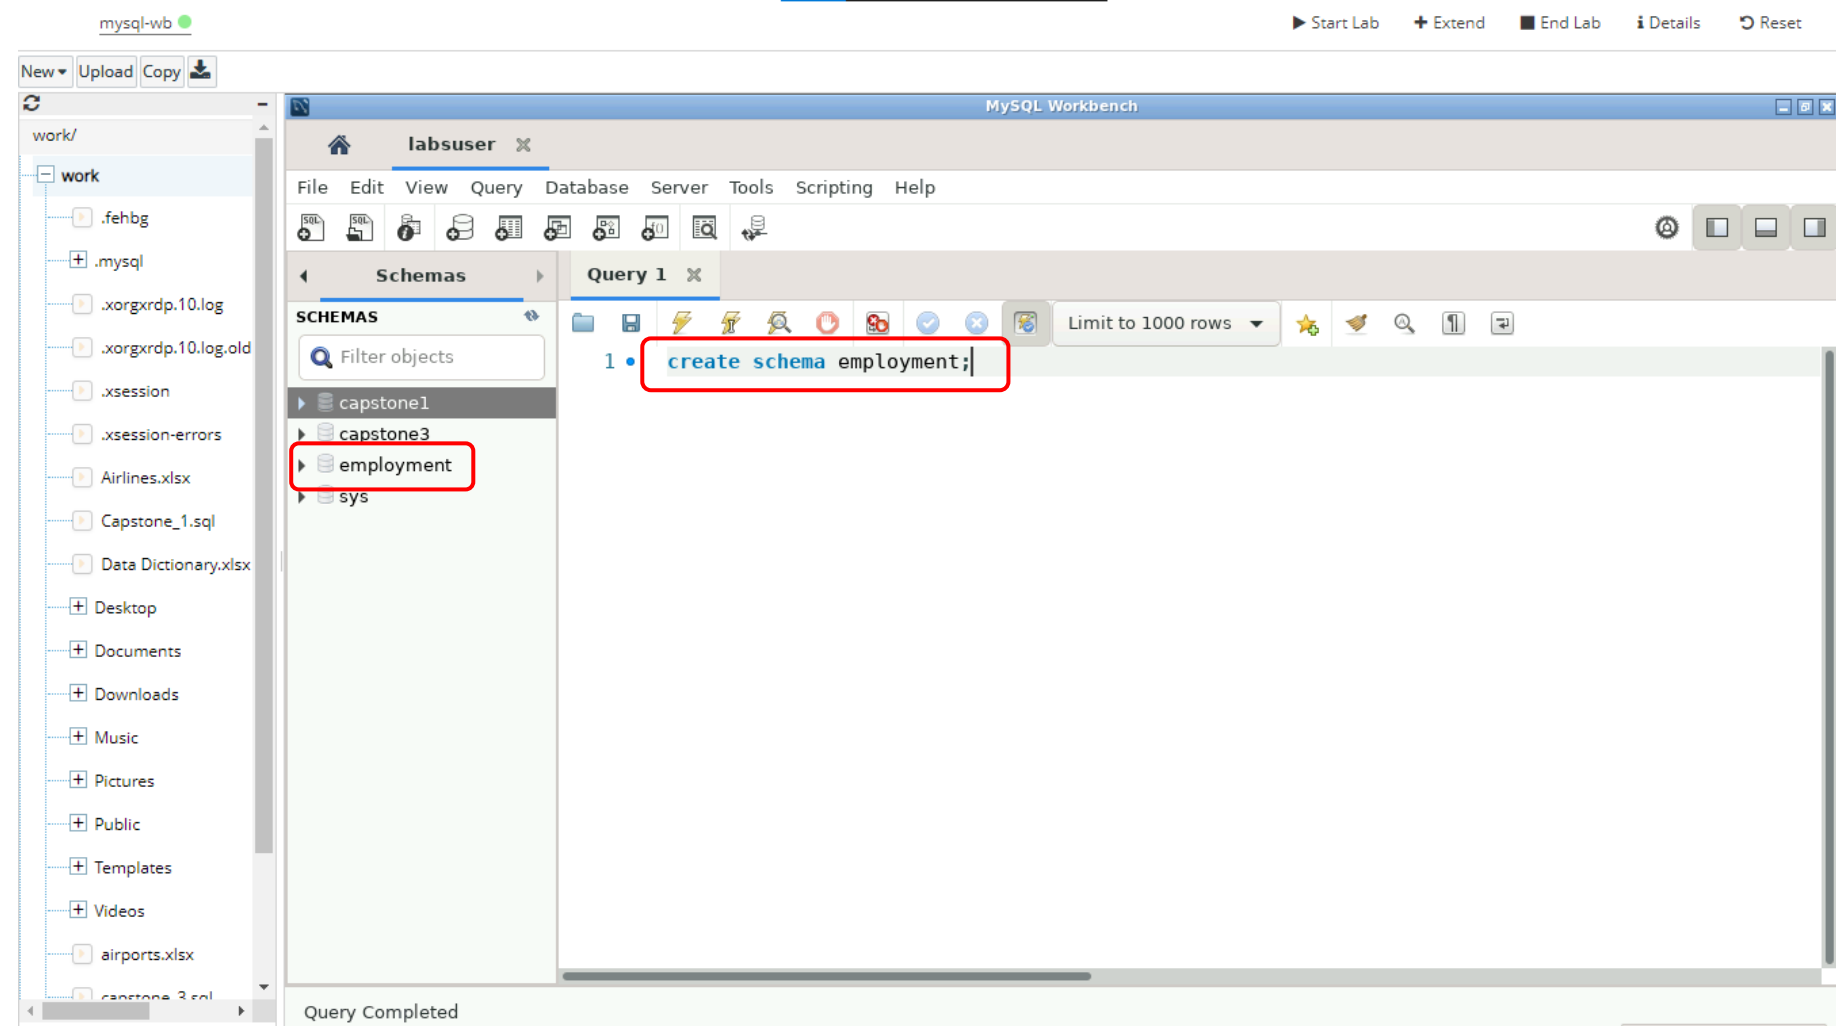 mysql-wb
Start Lab Extend End Lab Details Reset
New Upload Copy
MySQL Workbench
work/
work
.fehbg
.mysql
.xorgxrdp.10.log
.xorgxrdp.10.log.old
.xsession
.xsession-errors
Airlines.xlsx
Capstone_1.sql
Data Dictionary.xlsx
Desktop
Documents
Downloads
Music
Pictures
Public
Templates
Videos
airports.xlsx
capstone_3.sql
labsuser
File Edit View Query Database Server Tools Scripting Help
Schemas
SCHEMAS
Filter objects
capstone1
capstone3
employment
sys
Query 1
Limit to 1000 rows
1 create schema employment;
Query Completed